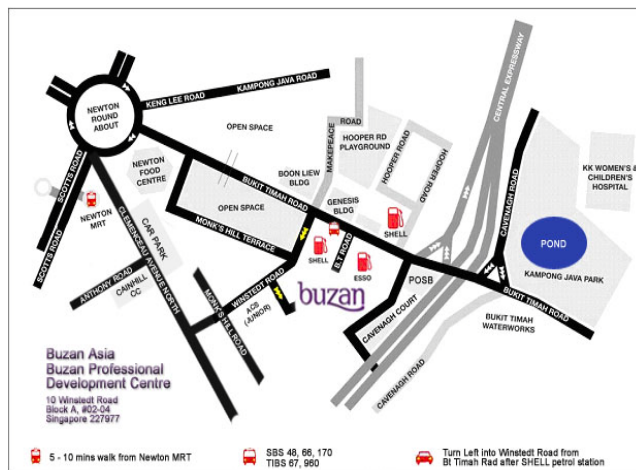 NEWTON
ROUND
ABOUT
KENG LEE ROAD
KAMPONG JAVA ROAD
SCOTTS ROAD
SCOTTS ROAD
NEWTON
MRT
NEWTON
FOOD
CENTRE
OPEN SPACE
OPEN
SPACE
BOON LIEW
BLDG
MAKEPEACE
ROAD
HOOPER RD
PLAYGROUND
HOOPER ROAD
HOOPER ROAD
CENTRAL EXPRESSWAY
CAVENAGH ROAD
KK WOMEN'S &
CHILDREN'S
HOSPITAL
POND
KAMPONG JAVA PARK
BUKIT TIMAH ROAD
BUKIT TIMAH ROAD
GENESIS
BLDG
SHELL
SHELL
B.T ROAD
ESSO
POSB
MONK'S HILL TERRACE
CAR PARK
CLEMENCEAU AVENUE NORTH
ANTHONY ROAD
CAINHILL
CC
MONK'S HILL ROAD
WINSTEDT ROAD
ACS
(JUNIOR)
buzan
CAVENAGH COURT
CAVENAGH ROAD
BUKIT TIMAH
WATERWORKS
Buzan Asia
Buzan Professional
Development Centre
10 Winstedt Road
Block A, #02-04
Singapore 227977
5 - 10 mins walk from Newton MRT
SBS 48, 66, 170
TIBS 67, 960
Turn Left into Winstedt Road from
Bt Timah Rad after SHELL petrol station